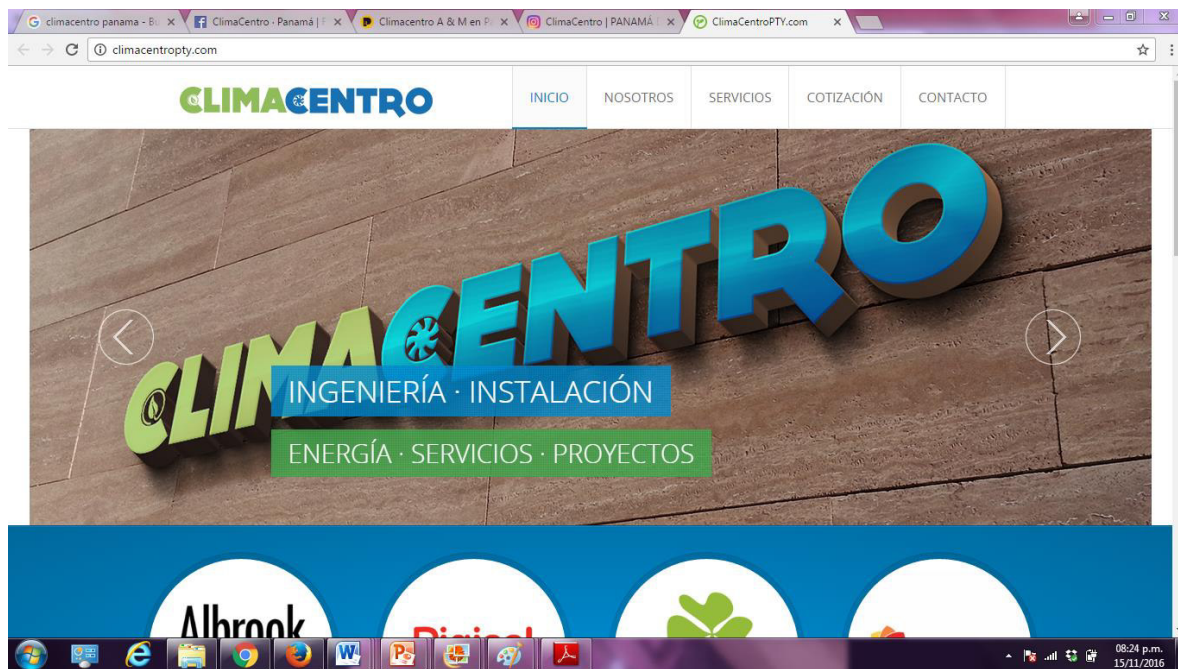 climacentro panama - Bu
ClimaCentro - Panamá | F
Climacentro A & M en P
ClimaCentro | PANAMÁ
ClimaCentroPTY.com
climacentropty.com
CLIMACENTRO
INICIO
NOSOTROS
SERVICIOS
COTIZACIÓN
CONTACTO
CLIMACENTRO
INGENIERÍA · INSTALACIÓN
ENERGÍA · SERVICIOS · PROYECTOS
Albrook
Digicel
08:24 p.m.
15/11/2016